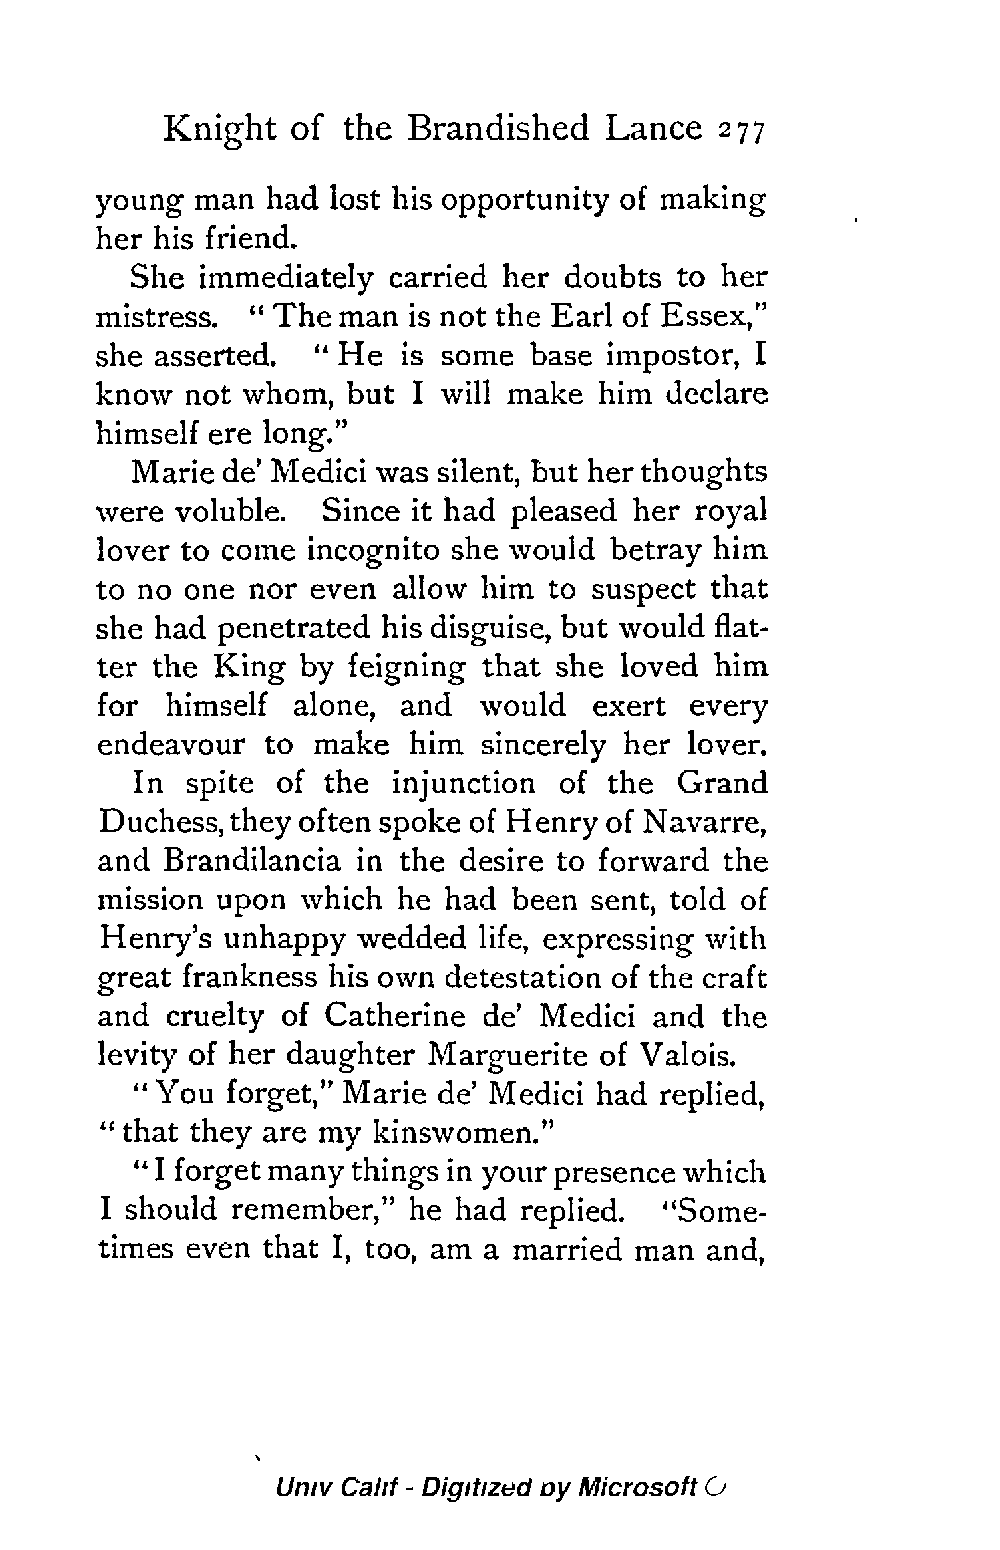 Knight of the Brandished Lance 277
young man had lost his opportunity of making
her his friend.
She immediately carried her doubts to her
mistress. “ The man is not the Earl of Essex,”
she asserted. “ He is some base impostor, I
know not whom, but I will make him declare
himself ere long.”
Marie de’ Medici was silent, but her thoughts
were voluble. Since it had pleased her royal
lover to come incognito she would betray him
to no one nor even allow him to suspect that
she had penetrated his disguise, but would flat-
ter the King by feigning that she loved him
for himself alone, and would exert every
endeavour to make him sincerely her lover.
In spite of the injunction of the Grand
Duchess, they often spoke of Henry of Navarre,
and Brandilancia in the desire to forward the
mission upon which he had been sent, told of
Henry’s unhappy wedded life, expressing with
great frankness his own detestation of the craft
and cruelty of Catherine de’ Medici and the
levity of her daughter Marguerite of Valois.
“ You forget,” Marie de’ Medici had replied,
“ that they are my kinswomen.”
“ I forget many things in your presence which
I should remember,” he had replied. “Some-
times even that I, too, am a married man and,
Univ Calif - Digitized by Microsoft